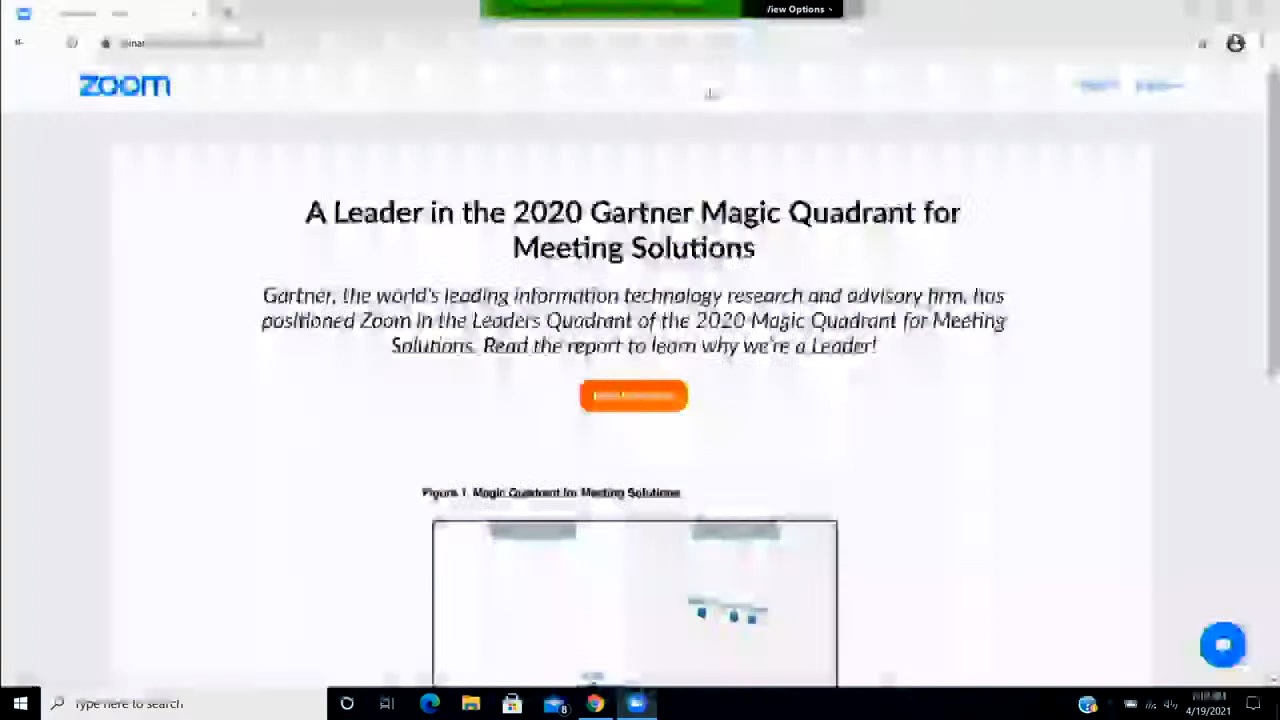 View Options
zoom
A Leader in the 2020 Gartner Magic Quadrant for
Meeting Solutions
Gartner, the world's leading information technology research and advisory firm, has
positioned Zoom in the Leaders Quadrant of the 2020 Magic Quadrant for Meeting
Solutions. Read the report to learn why we're a Leader!
Figure 1. Magic Quadrant for Meeting Solutions
Type here to search
8
4/19/2021